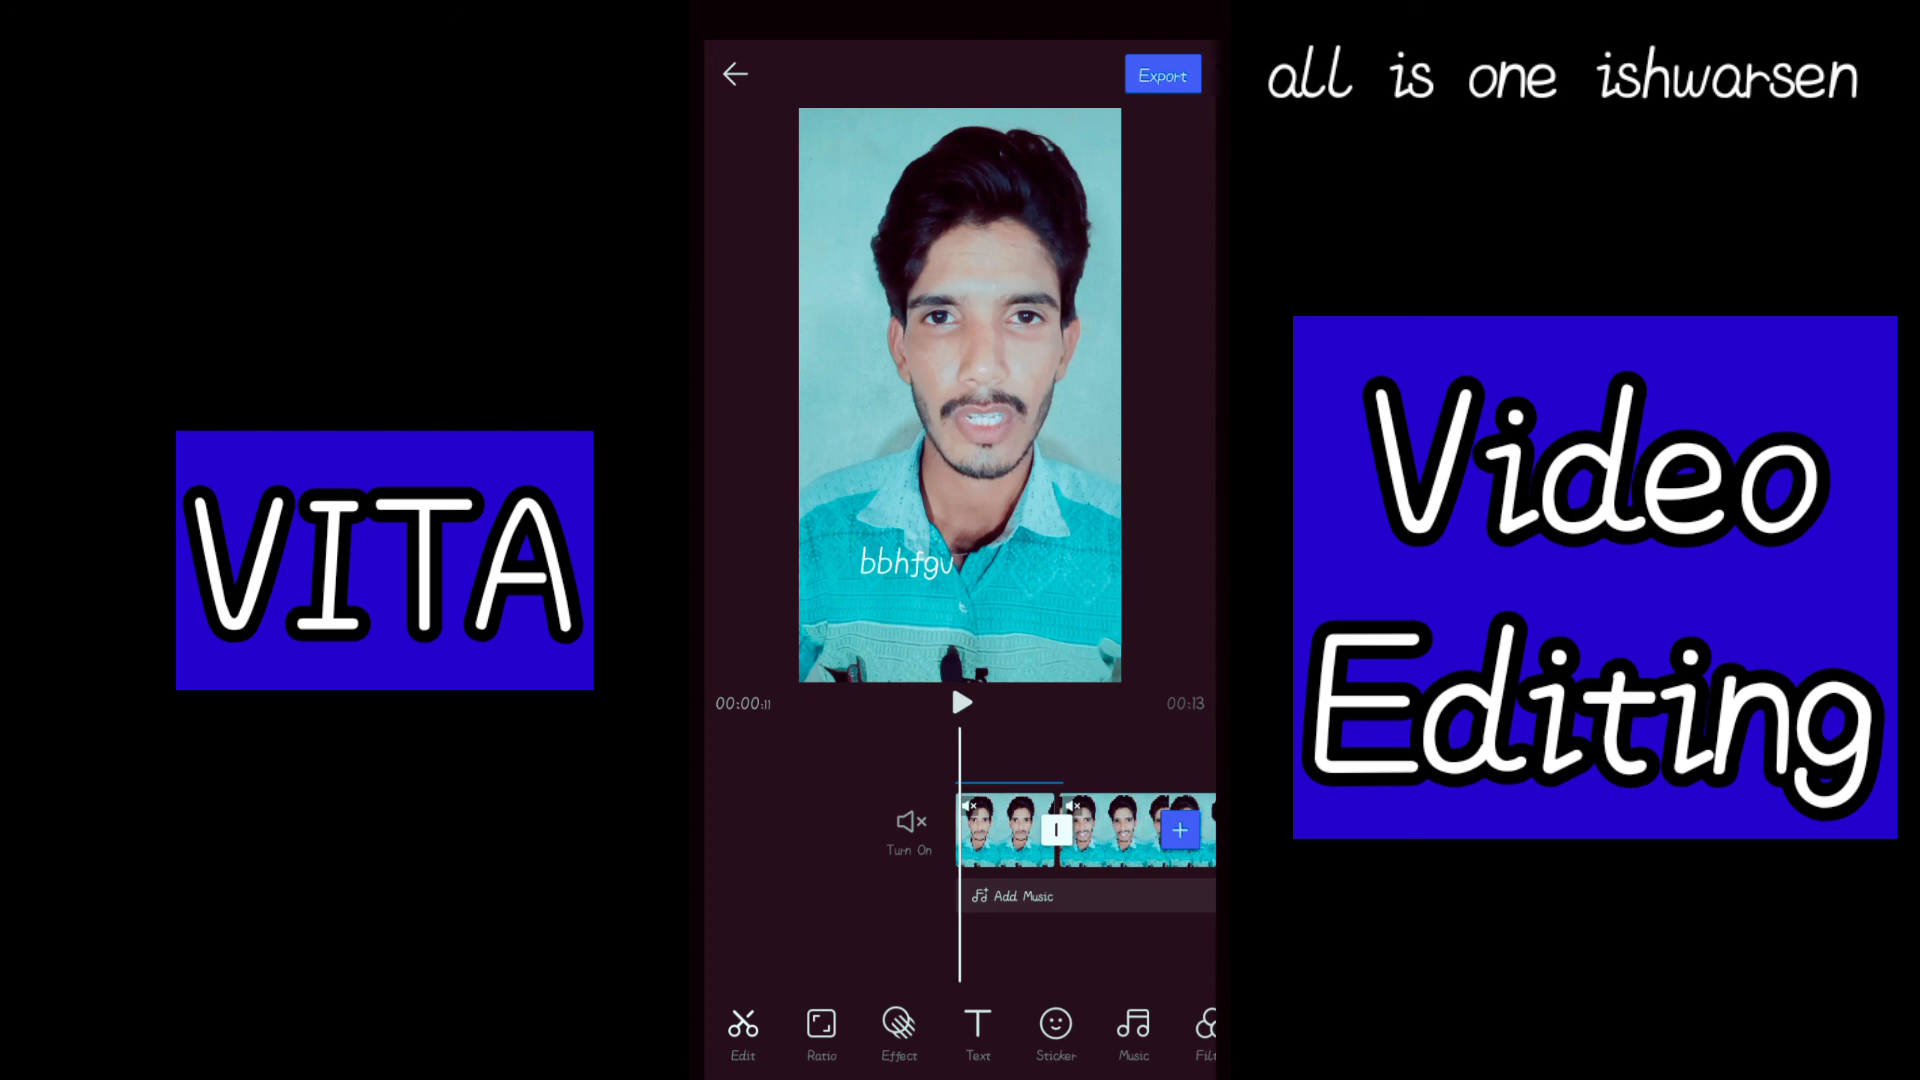 all is one ishwarsen
Export
VITA
Video
Editing
bbhfgv
00:00:11
00:13
Turn On
Add Music
Edit
Ratio
Effect
Text
Sticker
Music